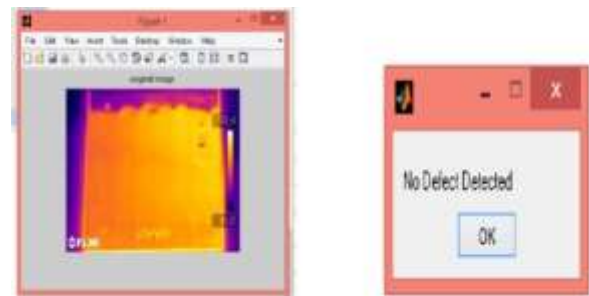 Figure 1
File Edit View Insert Tools Desktop Window Help
original image
FLIR
No Defect Detected
OK